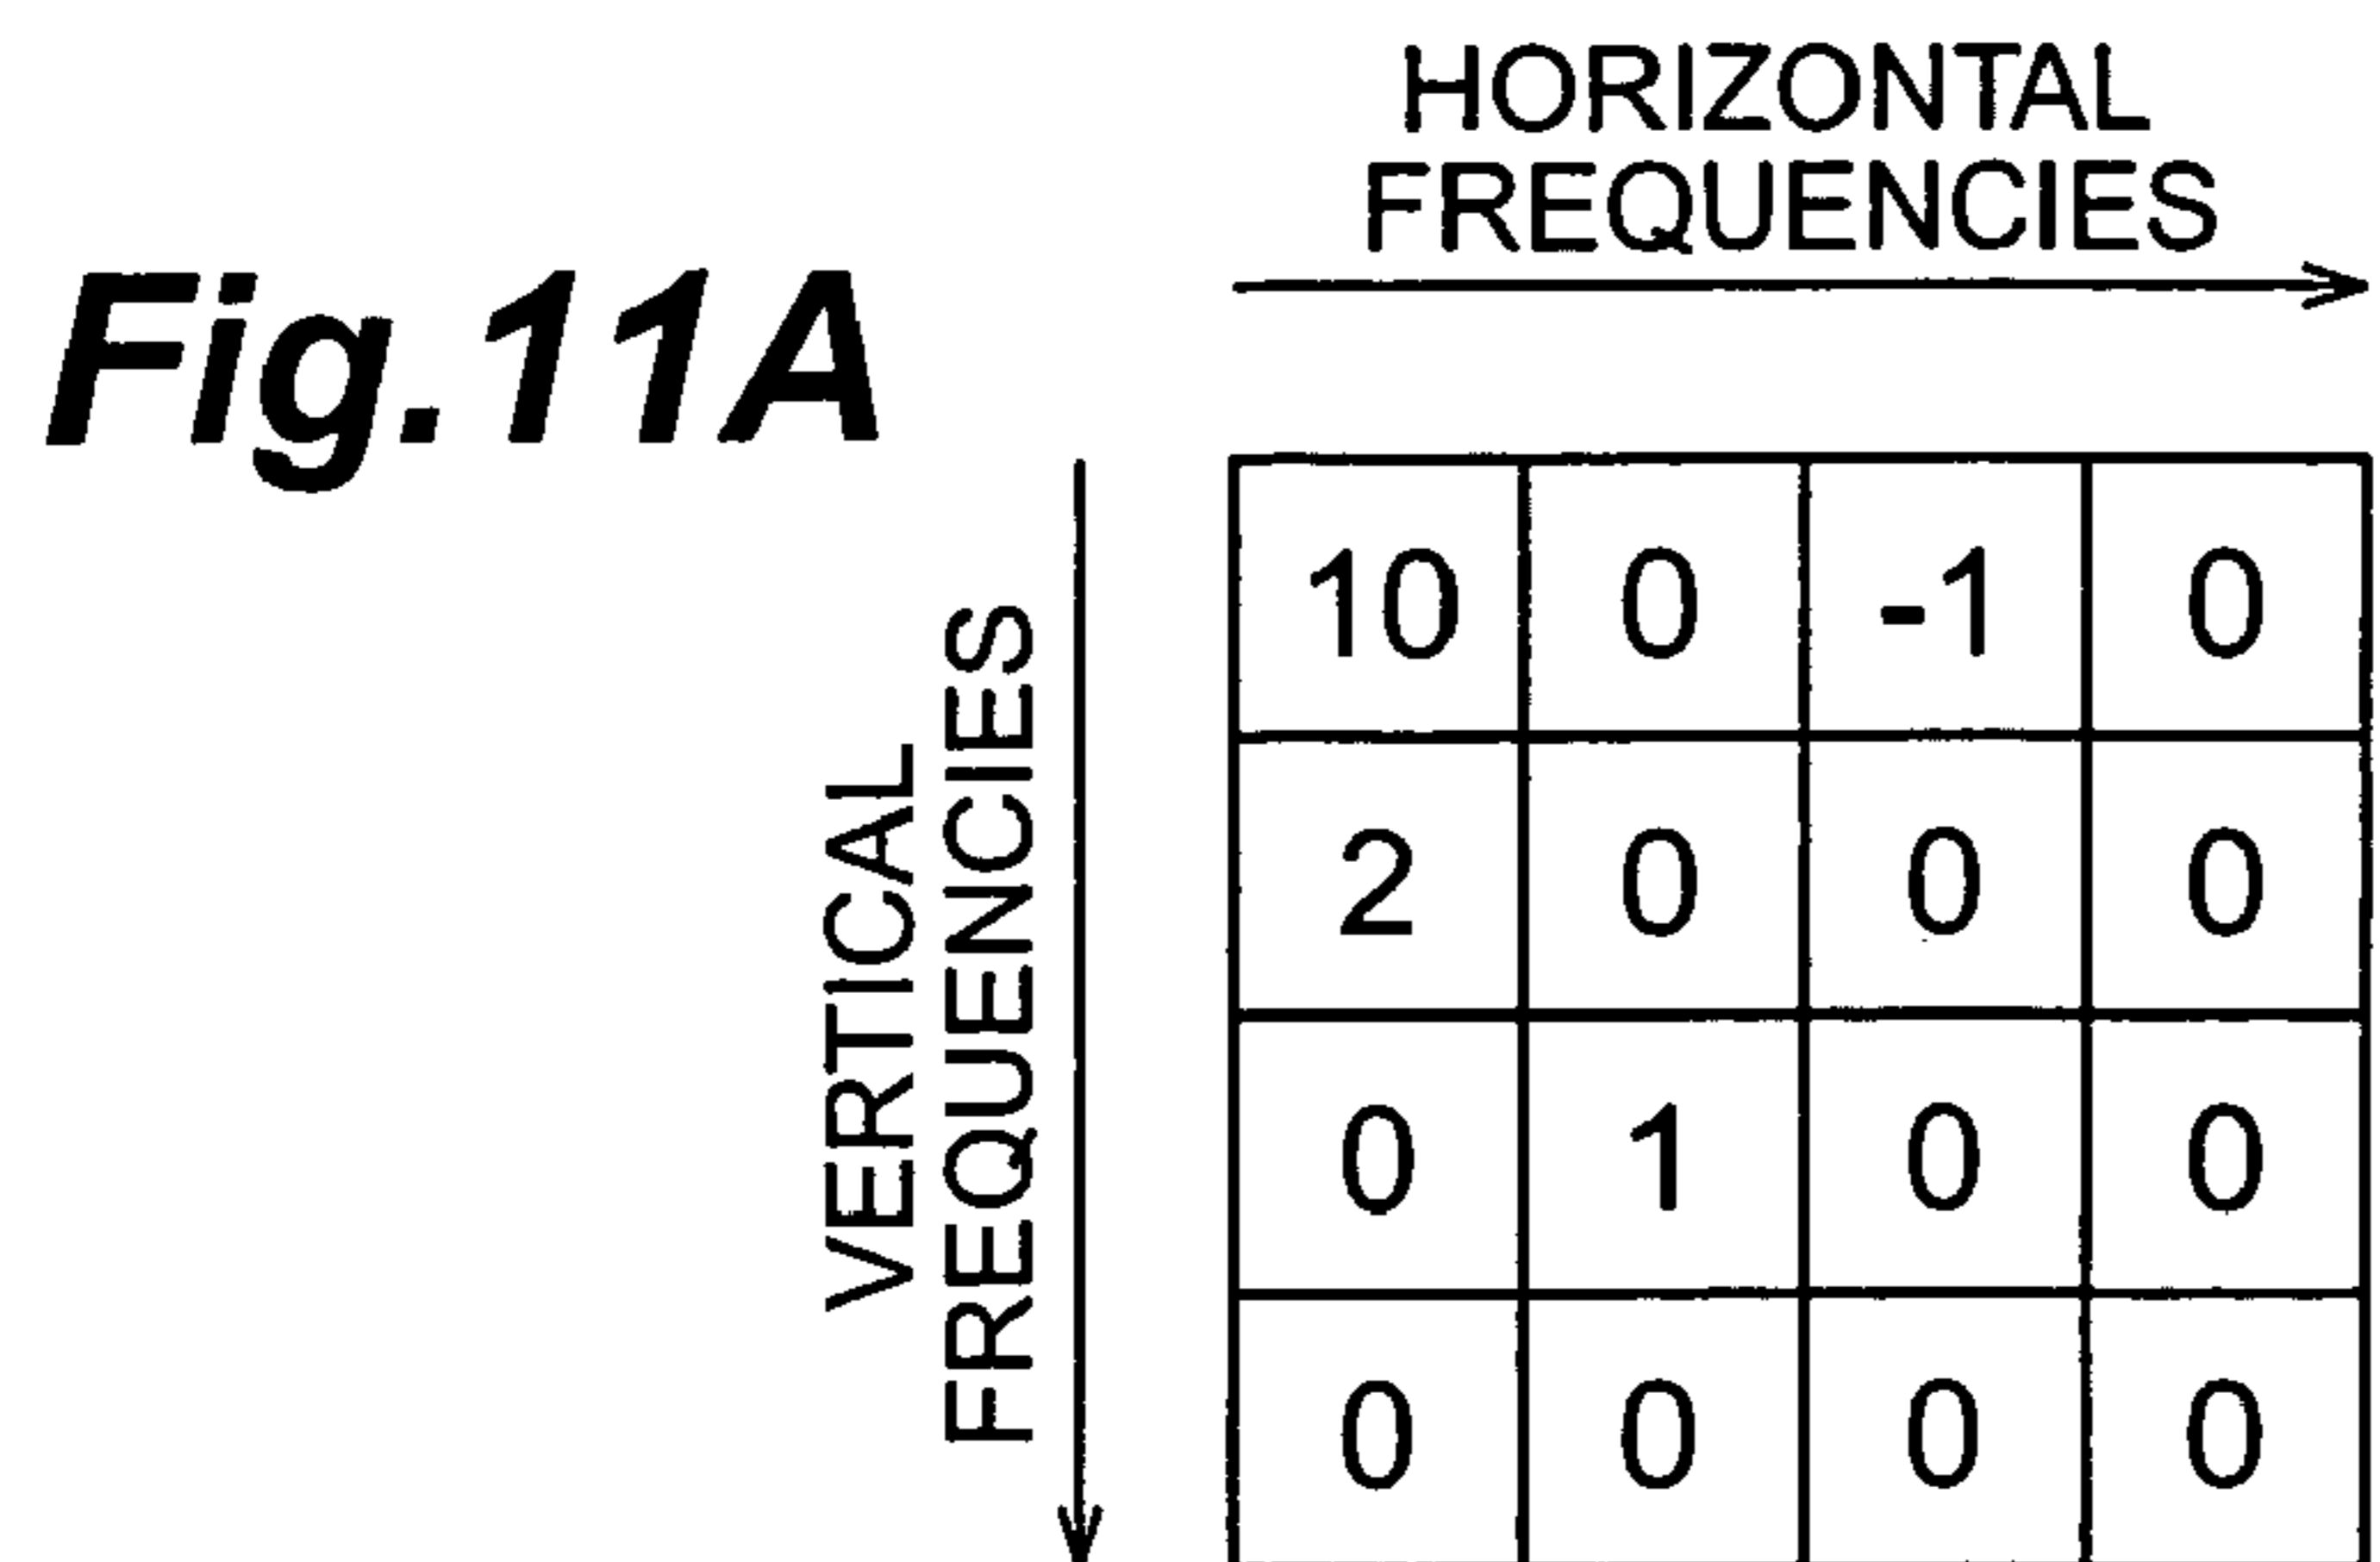 HORIZONTAL
FREQUENCIES
Fig.11A
VERTICAL
FREQUENCIES
10 0 -1 0
2 0 0 0
0 1 0 0
0 0 0 0